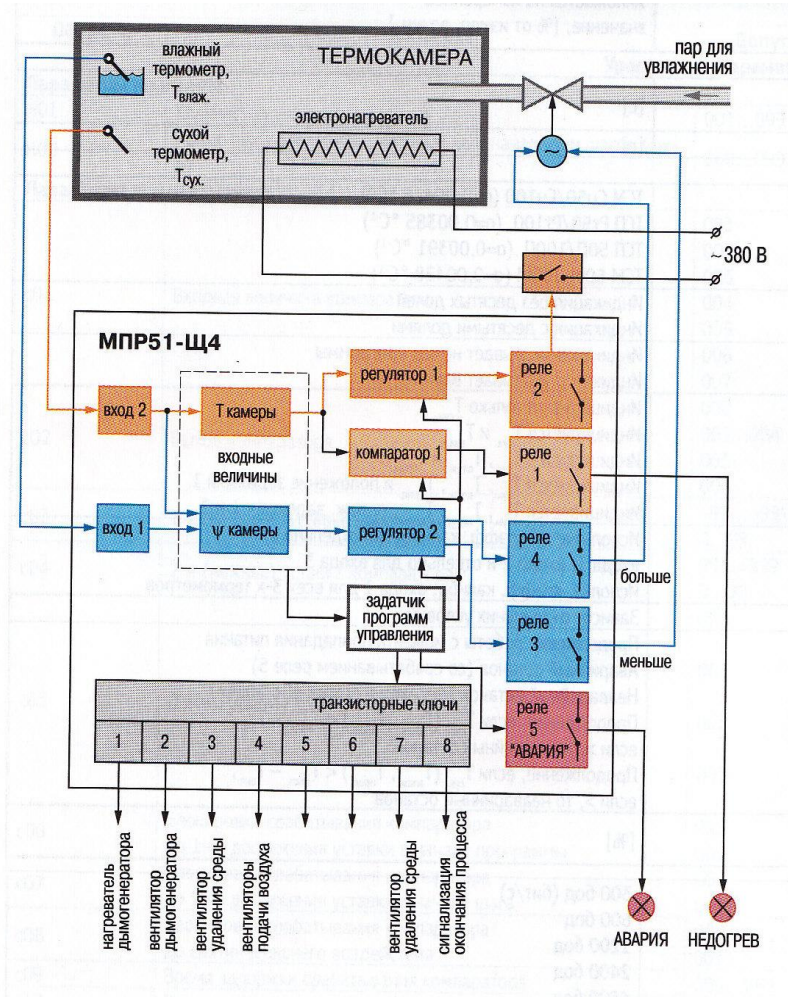 ТЕРМОКАМЕРА
влажный
термометр,
Tвлаж.
сухой
термометр,
Tсух.
электронагреватель
пар для
увлажнения
~
~380 В
МПР51-Щ4
вход 2
вход 1
Т камеры
входные
величины
ψ камеры
регулятор 1
компаратор 1
регулятор 2
задатчик
программ
управления
реле
2
реле
1
реле
4
больше
реле
3
меньше
реле
5
"АВАРИЯ"
транзисторные ключи
1 2 3 4 5 6 7 8
нагреватель
дымогенератора
вентилятор
дымогенератора
вентилятор
удаления среды
вентиляторы
подачи воздуха
вентилятор
удаления среды
сигнализация
окончания процесса
АВАРИЯ
НЕДОГРЕВ